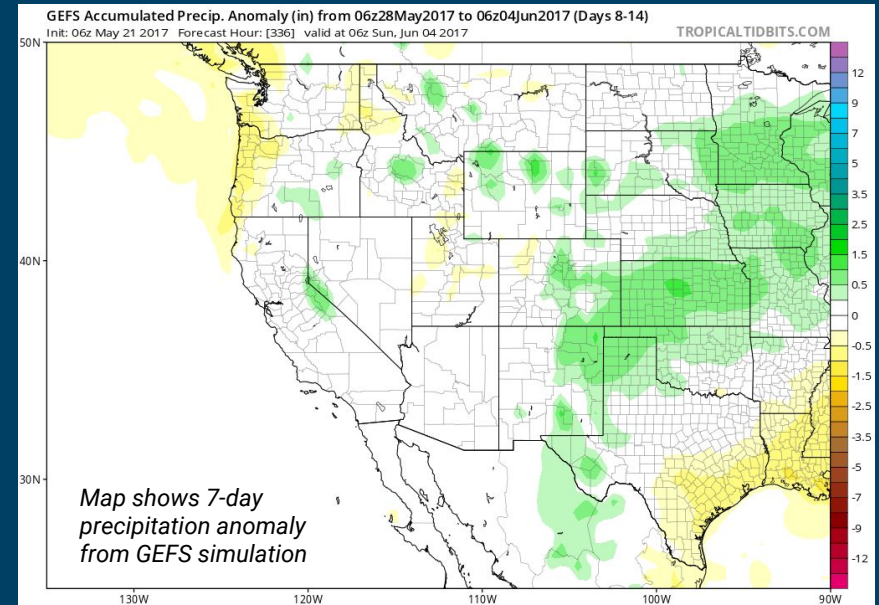 GEFS Accumulated Precip. Anomaly (in) from 06z28May2017 to 06z04Jun2017 (Days 8-14)
Init: 06z May 21 2017 Forecast Hour: [336] valid at 06z Sun, Jun 04 2017
TROPICALTIDBITS.COM
50N
40N
30N
12
9
7
5
3.5
2.5
1.5
0.5
0
-0.5
-1.5
-2.5
-3.5
-5
-7
-9
-12
Map shows 7-day
precipitation anomaly
from GEFS simulation
130W
120W
110W
100W
90W